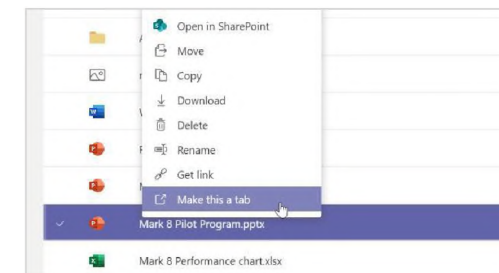 Open in SharePoint
Move
Copy
Download
Delete
Rename
Get link
Make this a tab
Mark 8 Pilot Program.pptx
Mark 8 Performance chart.xlsx